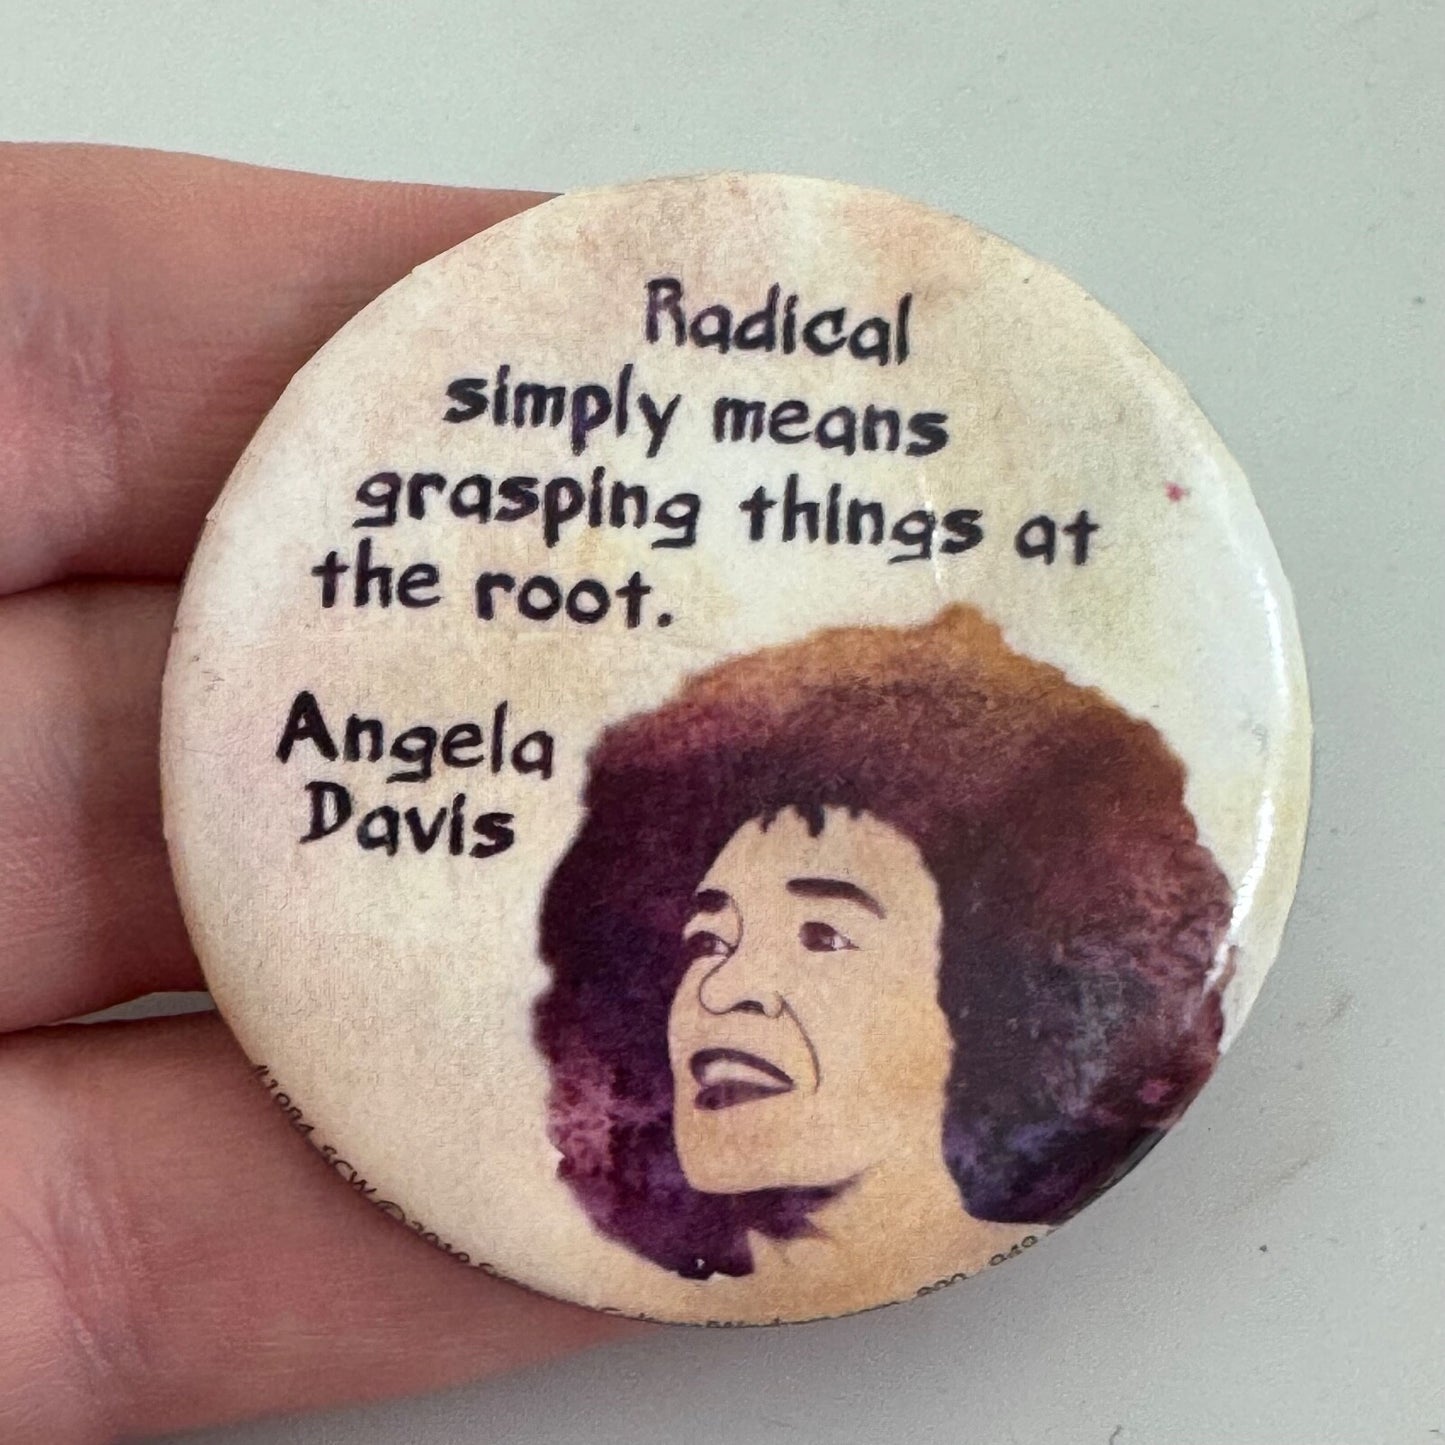 Radical
simply means
grasping things at
the root.
Angela
Davis